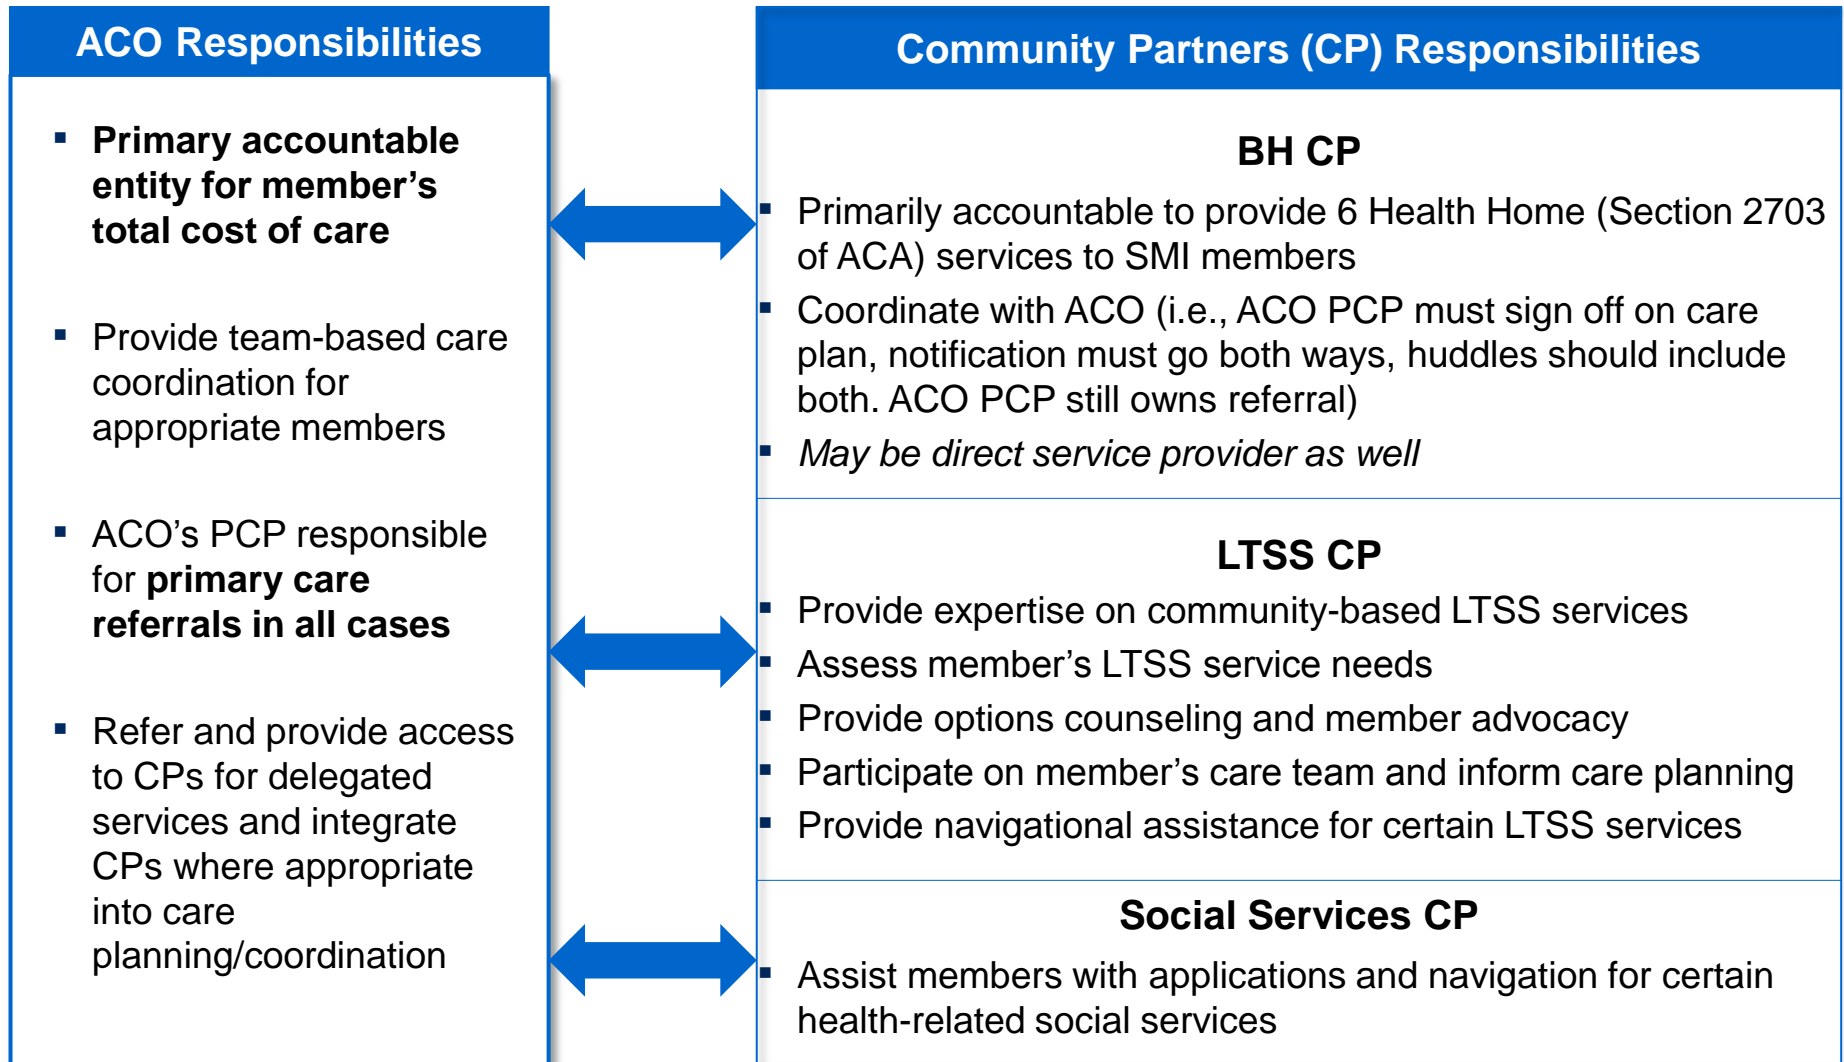 ACO Responsibilities
▪ Primary accountable
entity for member’s
total cost of care
▪ Provide team-based care
coordination for
appropriate members
▪ ACO’s PCP responsible
for primary care
referrals in all cases
▪ Refer and provide access
to CPs for delegated
services and integrate
CPs where appropriate
into care
planning/coordination
Community Partners (CP) Responsibilities
BH CP
▪ Primarily accountable to provide 6 Health Home (Section 2703
of ACA) services to SMI members
▪ Coordinate with ACO (i.e., ACO PCP must sign off on care
plan, notification must go both ways, huddles should include
both. ACO PCP still owns referral)
▪ May be direct service provider as well
LTSS CP
▪ Provide expertise on community-based LTSS services
▪ Assess member’s LTSS service needs
▪ Provide options counseling and member advocacy
▪ Participate on member’s care team and inform care planning
▪ Provide navigational assistance for certain LTSS services
Social Services CP
▪ Assist members with applications and navigation for certain
health-related social services